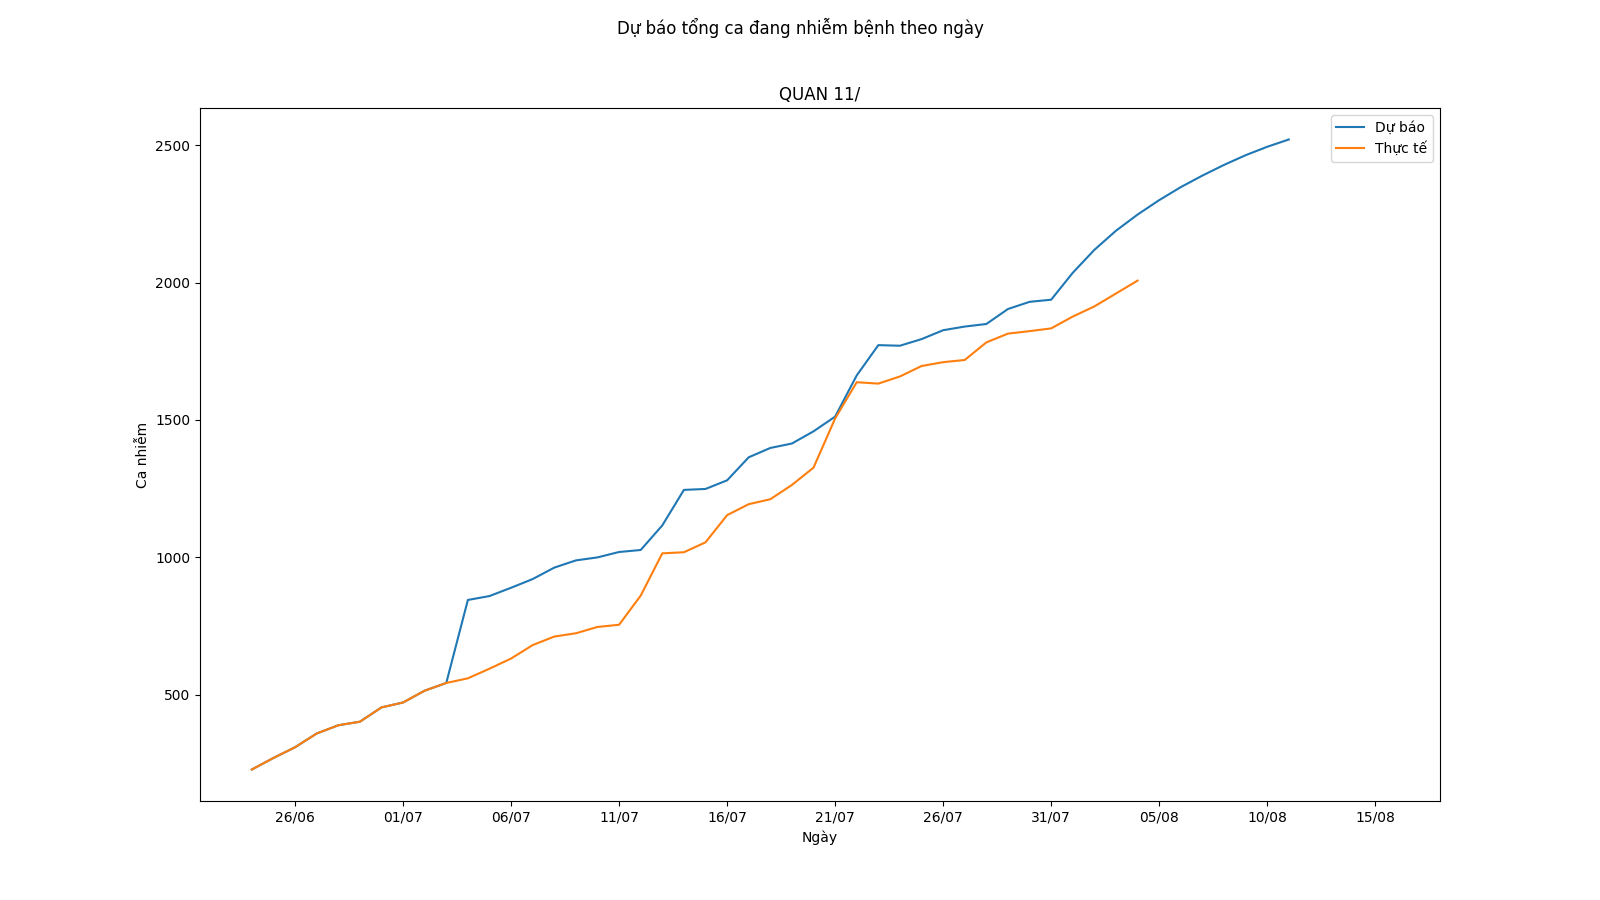 Dự báo tổng ca đang nhiễm bệnh theo ngày
QUAN 11/
Dự báo
Thực tế
2500
2000
1500
1000
500
Ca nhiễm
26/06
01/07
06/07
11/07
16/07
21/07
26/07
31/07
05/08
10/08
15/08
Ngày